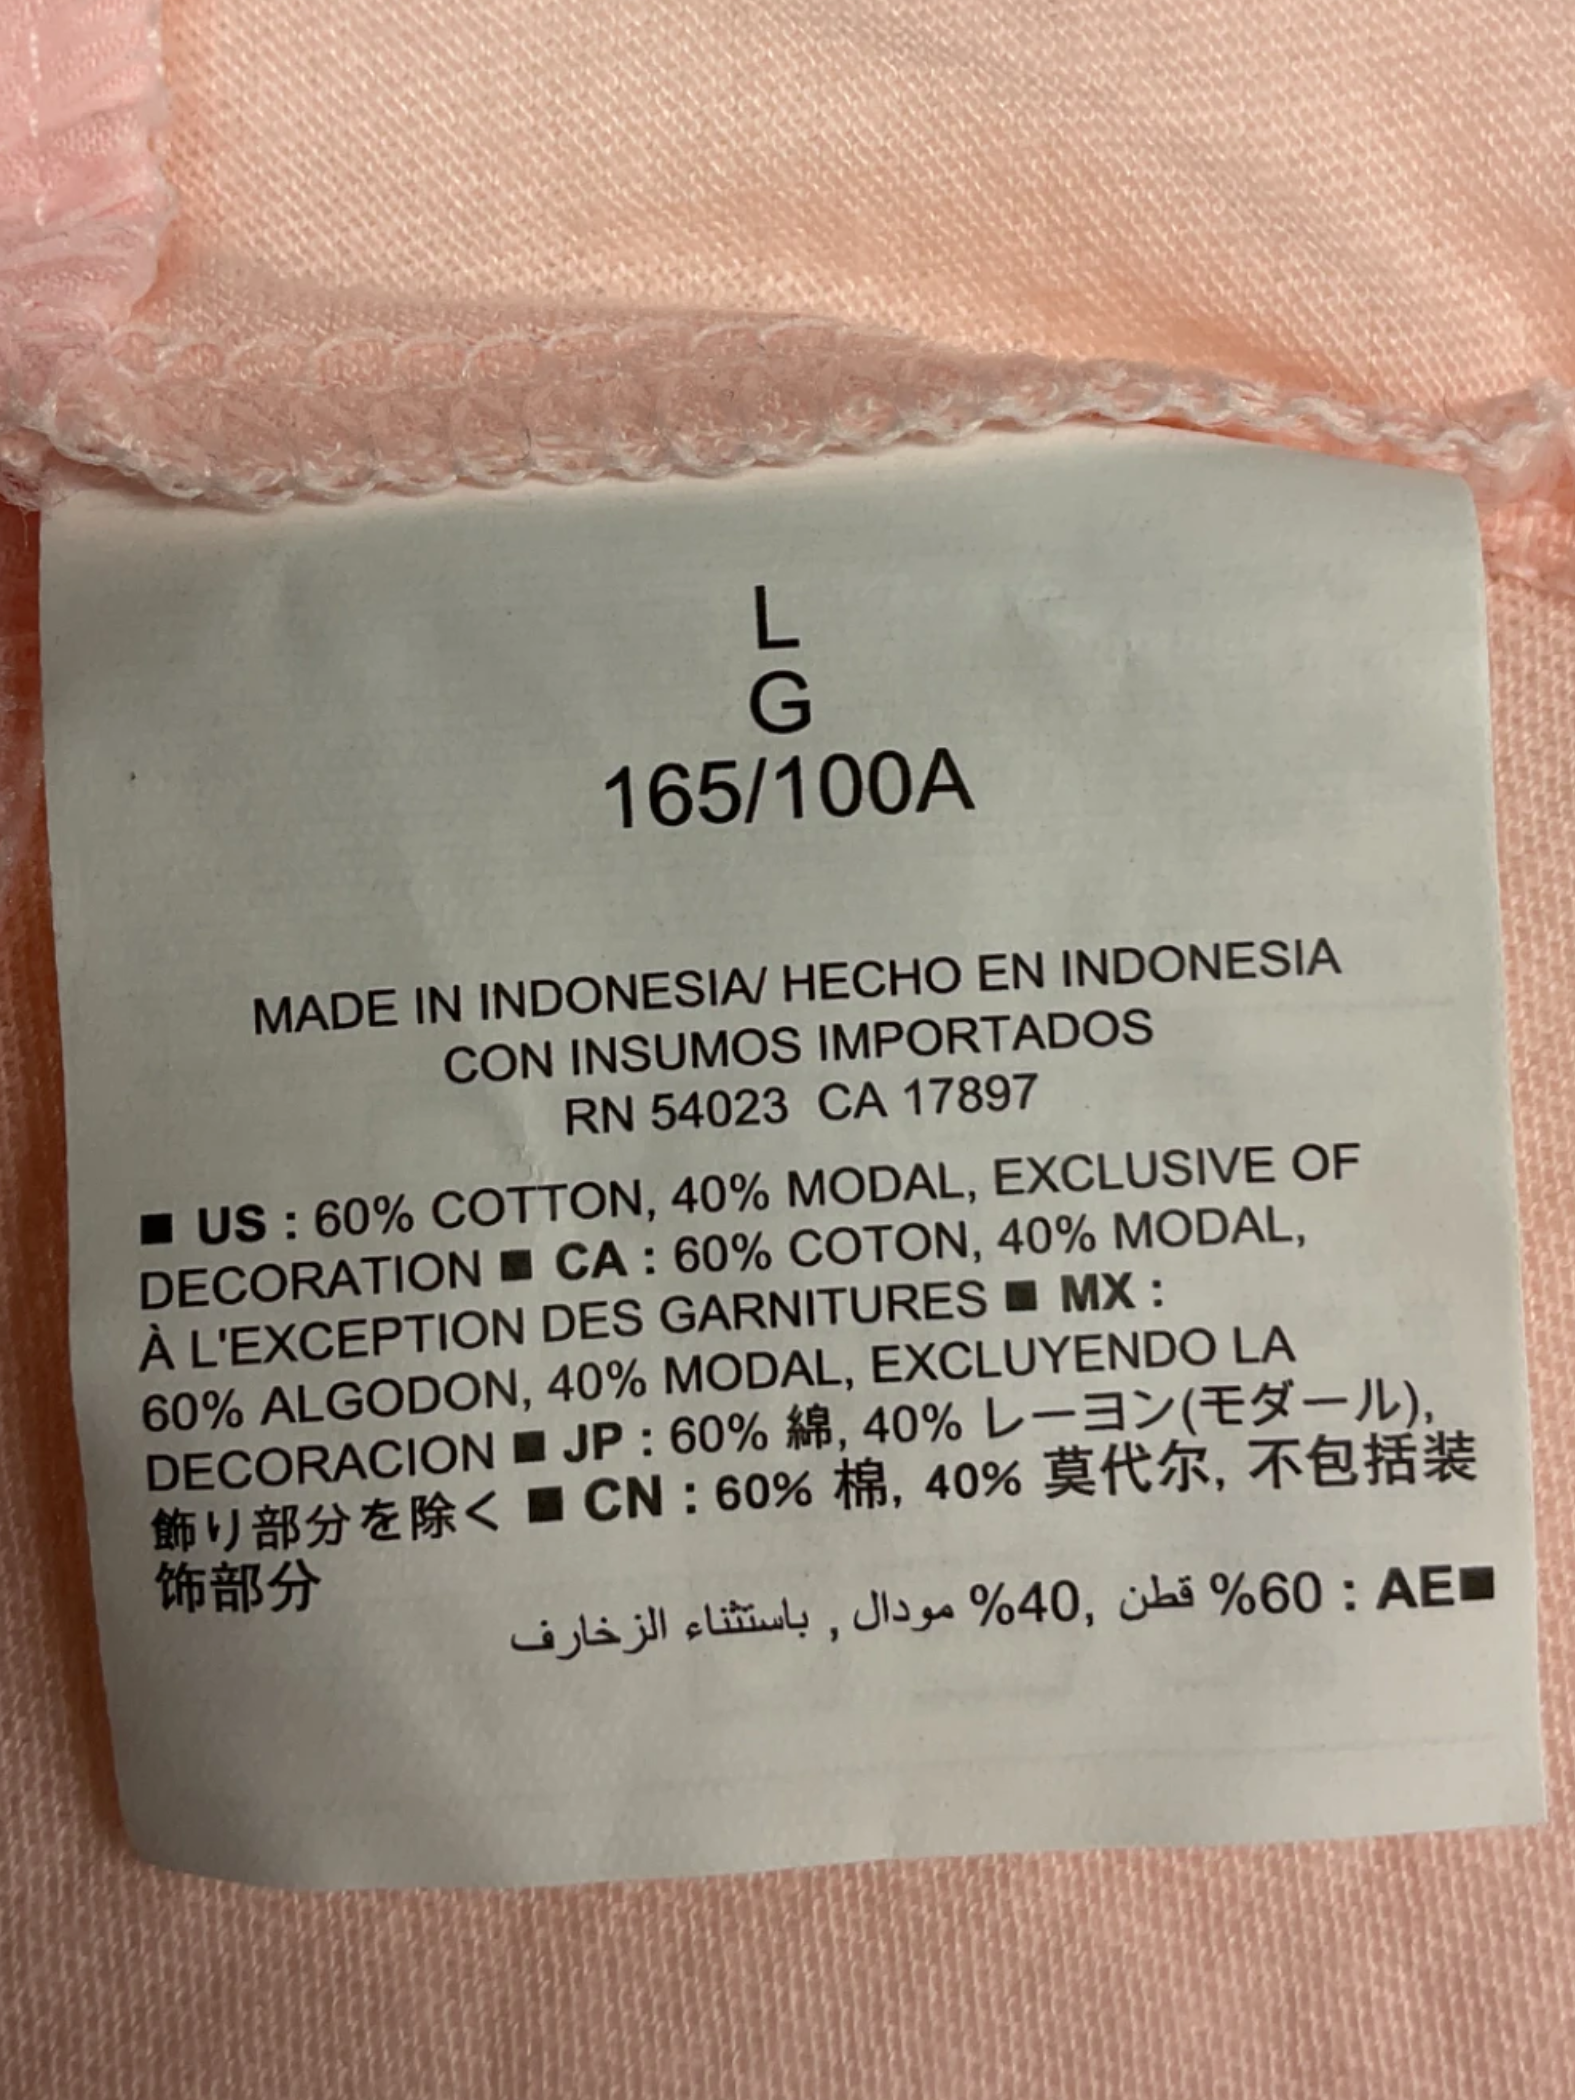 L
G
165/100A
MADE IN INDONESIA/ HECHO EN INDONESIA
CON INSUMOS IMPORTADOS
RN 54023 CA 17897
■ US : 60% COTTON, 40% MODAL, EXCLUSIVE OF
DECORATION ■ CA : 60% COTON, 40% MODAL,
À L'EXCEPTION DES GARNITURES ■ MX :
60% ALGODON, 40% MODAL, EXCLUYENDO LA
DECORACION ■ JP : 60% 綿, 40% レーヨン(モダール),
飾り部分を除く ■ CN : 60% 棉, 40% 莫代尔, 不包括装
饰部分
■AE : 60% قطن ,40% مودال , باستثناء الزخارف